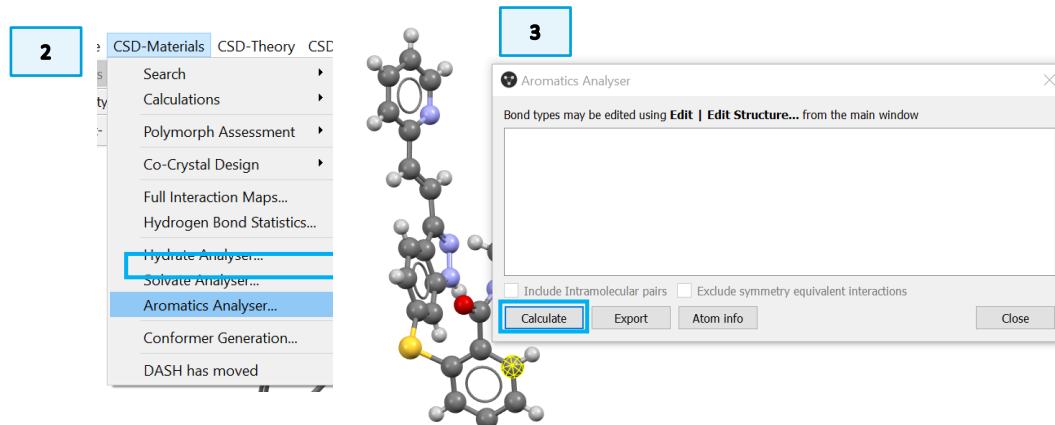 2
CSD-Materials CSD-Theory CSD
Search
Calculations
Polymorph Assessment
Co-Crystal Design
Full Interaction Maps...
Hydrogen Bond Statistics...
Hydrate Analyser...
Solvate Analyser...
Aromatics Analyser...
Conformer Generation...
DASH has moved
3
Aromatics Analyser
Bond types may be edited using Edit | Edit Structure... from the main window
Include Intramolecular pairs Exclude symmetry equivalent interactions
Calculate Export Atom info Close